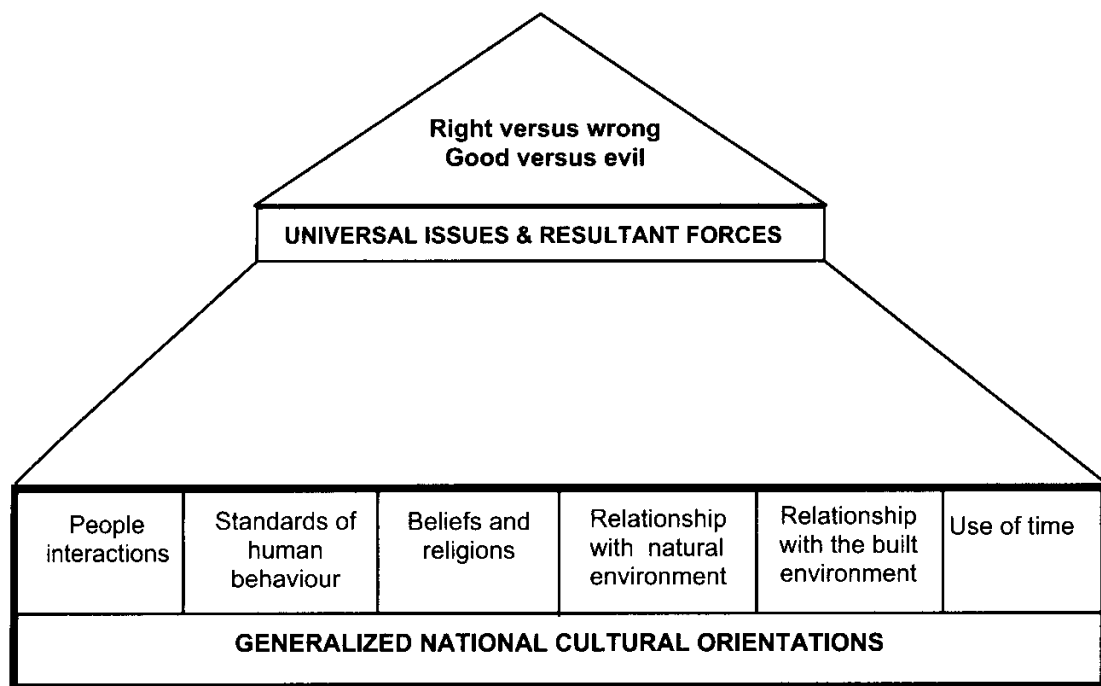 Right versus wrong
Good versus evil
UNIVERSAL ISSUES & RESULTANT FORCES
People
interactions
Standards of
human
behaviour
Beliefs and
religions
Relationship
with natural
environment
Relationship
with the built
environment
Use of time
GENERALIZED NATIONAL CULTURAL ORIENTATIONS